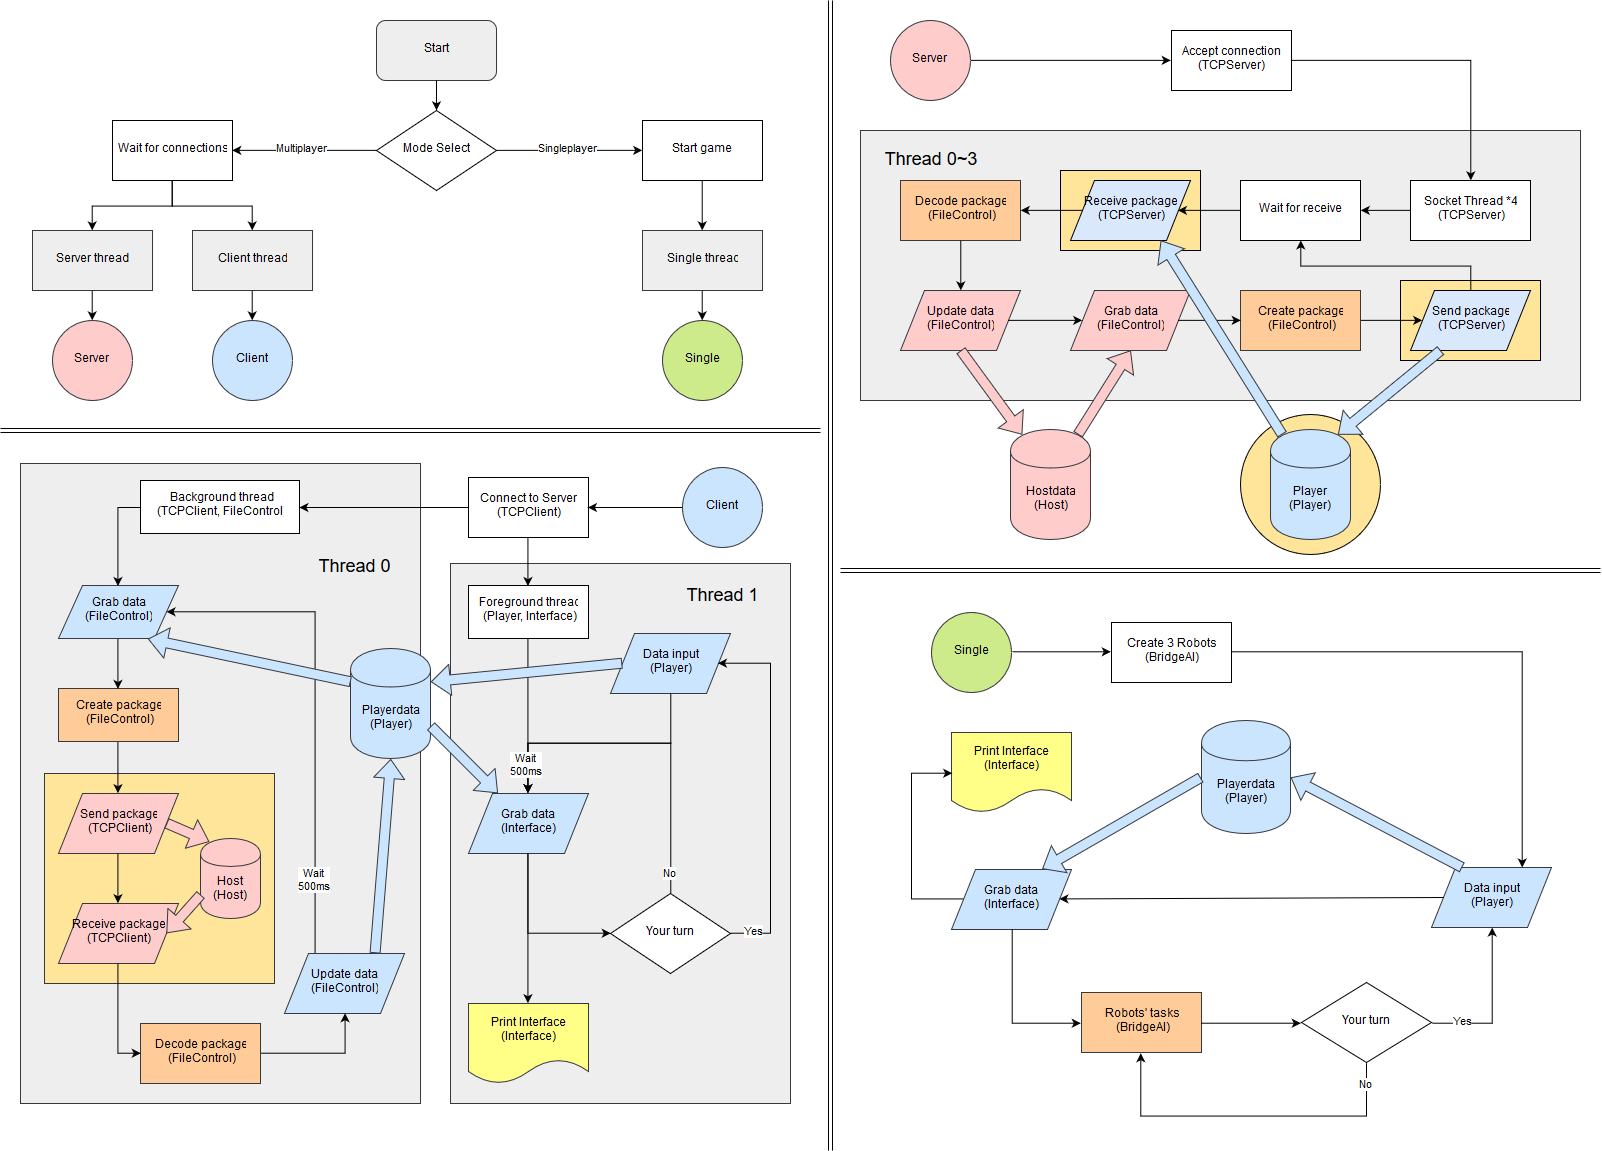 Start
Mode Select
Multiplayer
Singleplayer
Wait for connections
Start game
Server thread
Client thread
Single threac
Server
Client
Single
Server
Accept connection
(TCPServer)
Thread 0~3
Decode package
(FileControl)
Receive package
(TCPServer)
Wait for receive
Socket Thread *4
(TCPServer)
Update data
(FileControl)
Grab data
(FileControl)
Create package
(FileControl)
Send package
(TCPServer)
Hostdata
(Host)
Player
(Player)
Background thread
(TCPClient, FileControl
Connect to Server
(TCPClient)
Client
Thread 0
Thread 1
Grab data
(FileControl)
Foreground threac
(Player, Interface)
Data input
(Player)
Create package
(FileControl)
Playerdata
(Player)
Wait
500ms
Send package
(TCPClient)
Grab data
(Interface)
Host
(Host)
Wait
500ms
No
Receive package
(TCPClient)
Your turn
Yes
Update data
(FileControl)
Print Interface
(Interface)
Decode package
(FileControl)
Single
Create 3 Robots
(BridgeAI)
Print Interface
(Interface)
Playerdata
(Player)
Grab data
(Interface)
Data input
(Player)
Robots' tasks
(BridgeAI)
Your turn
Yes
No